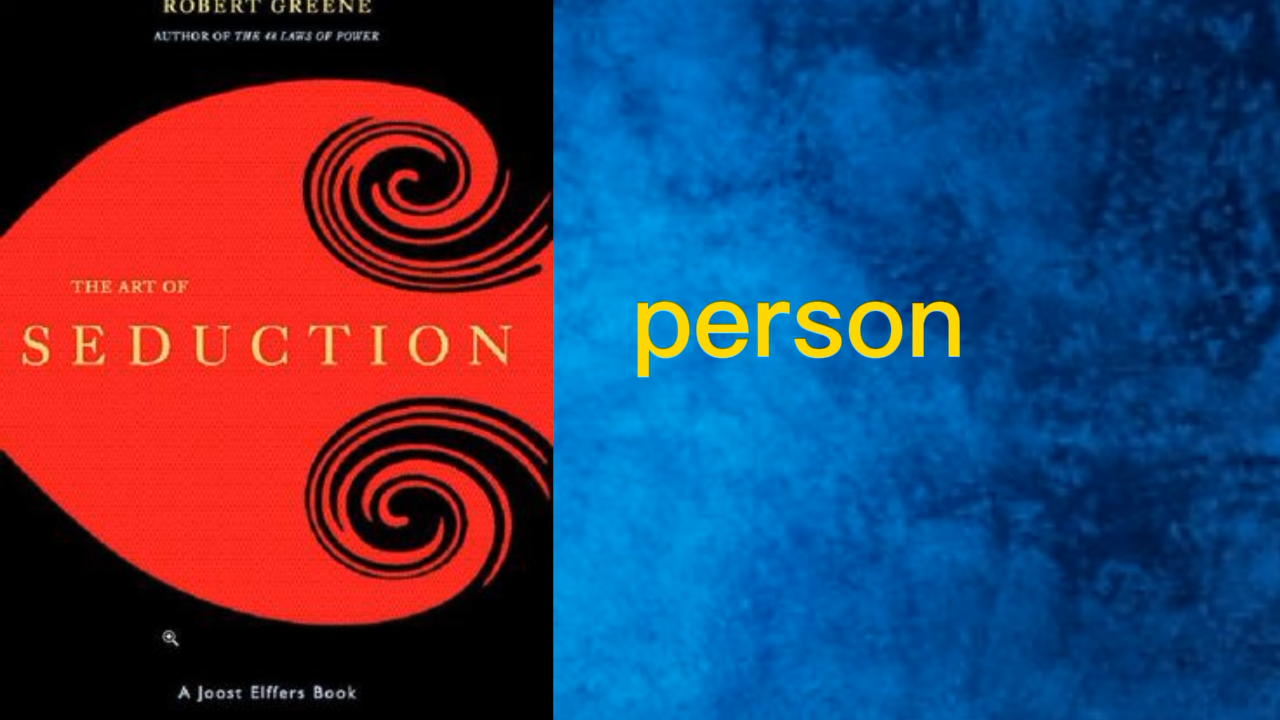 ROBERT GREENE
AUTHOR OF THE 48 LAWS OF POWER
THE ART OF
SEDUCTION
A Joost Elffers Book
person